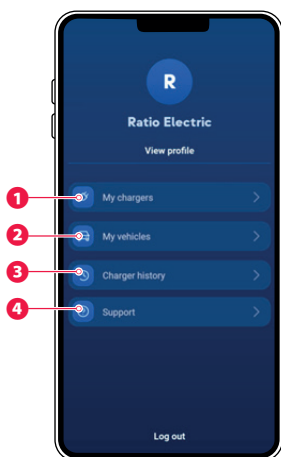 R
Ratio Electric
View profile
1 My chargers
2 My vehicles
3 Charger history
4 Support
Log out